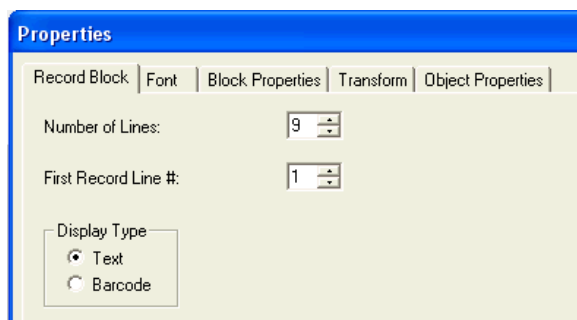 Properties
Record Block Font Block Properties Transform Object Properties
Number of Lines: 9
First Record Line #: 1
Display Type
Text
Barcode